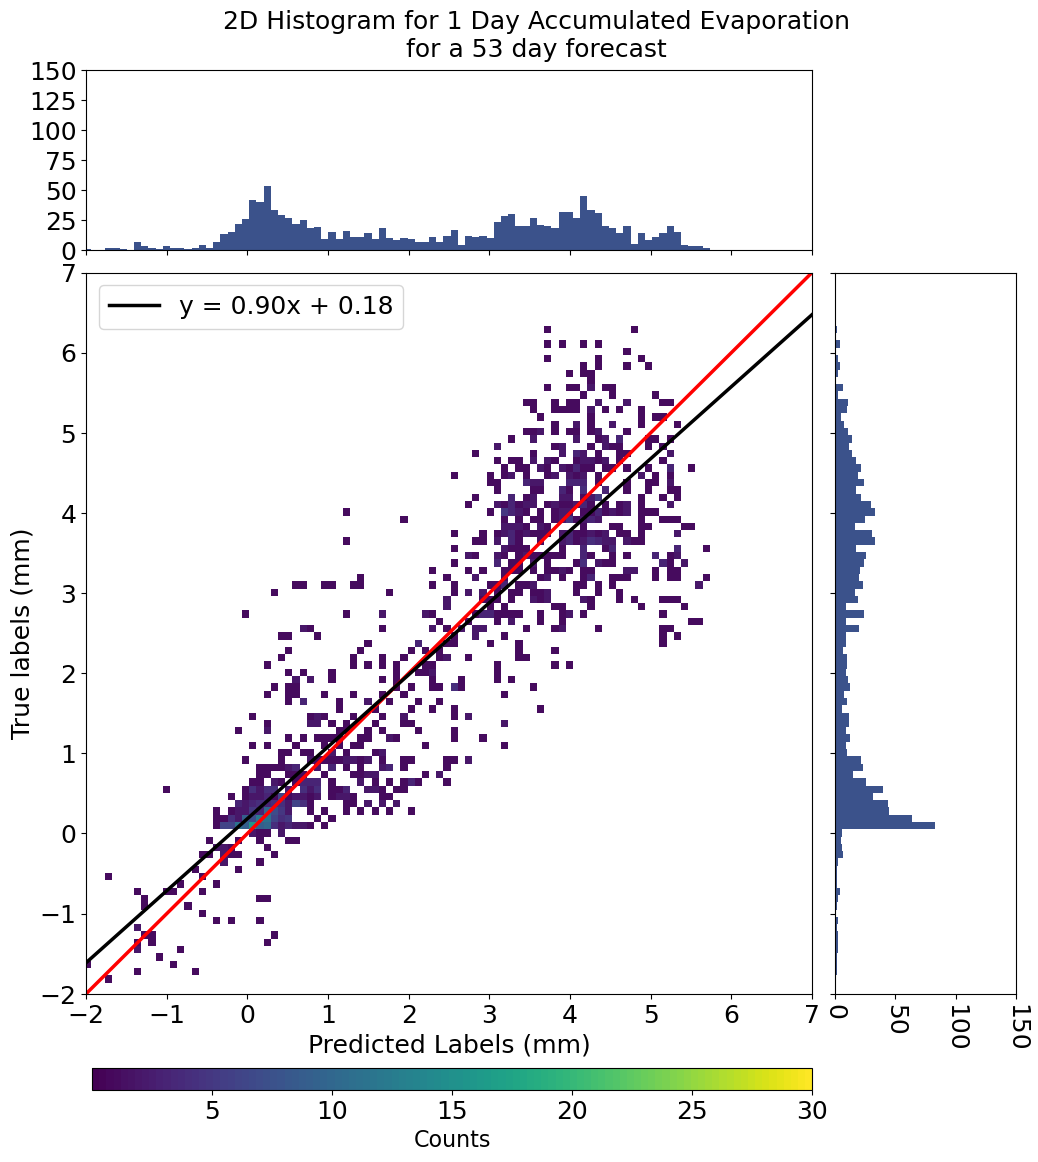 2D Histogram for 1 Day Accumulated Evaporation
for a 53 day forecast
150
125
100
75
50
25
0
7
6
5
4
3
2
1
0
−1
−2
True labels (mm)
y = 0.90x + 0.18
−2 −1 0 1 2 3 4 5 6 7
Predicted Labels (mm)
0 50 100 150
5 10 15 20 25 30
Counts